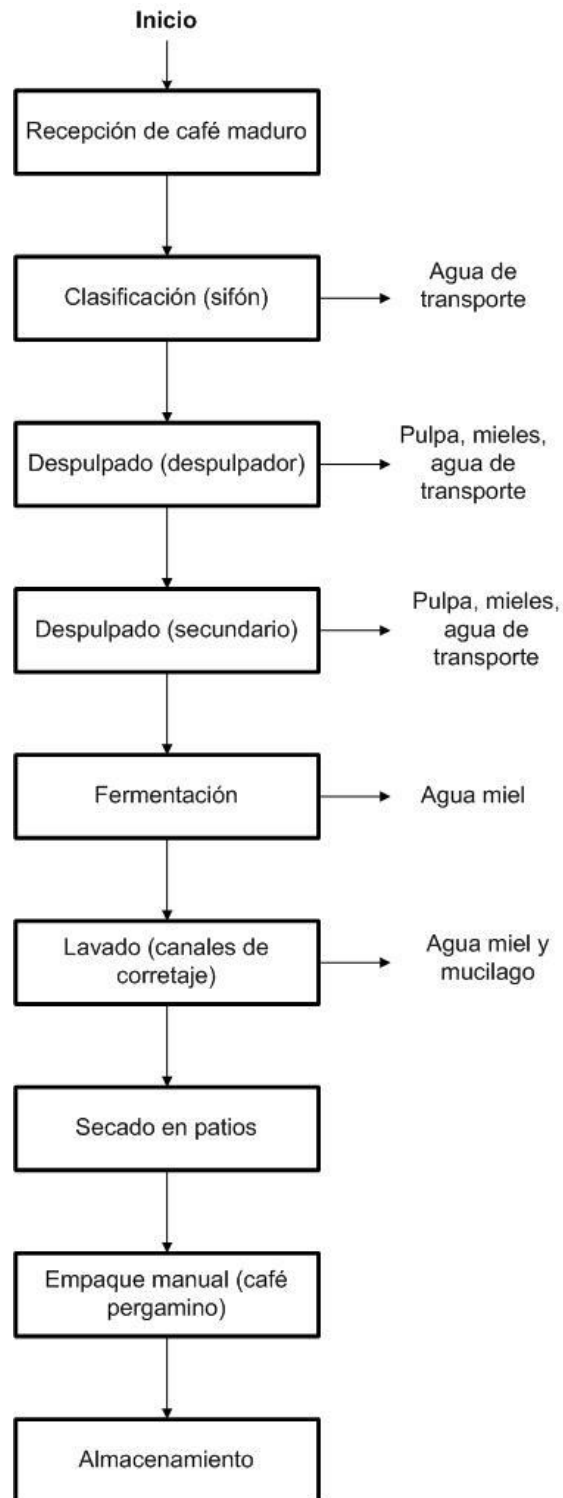 Inicio
Recepción de café maduro
Clasificación (sifón)
Agua de
transporte
Despulpado (despulpador)
Pulpa, mieles,
agua de
transporte
Despulpado (secundario)
Pulpa, mieles,
agua de
transporte
Fermentación
Agua miel
Lavado (canales de
corretaje)
Agua miel y
mucilago
Secado en patios
Empaque manual (café
pergamino)
Almacenamiento